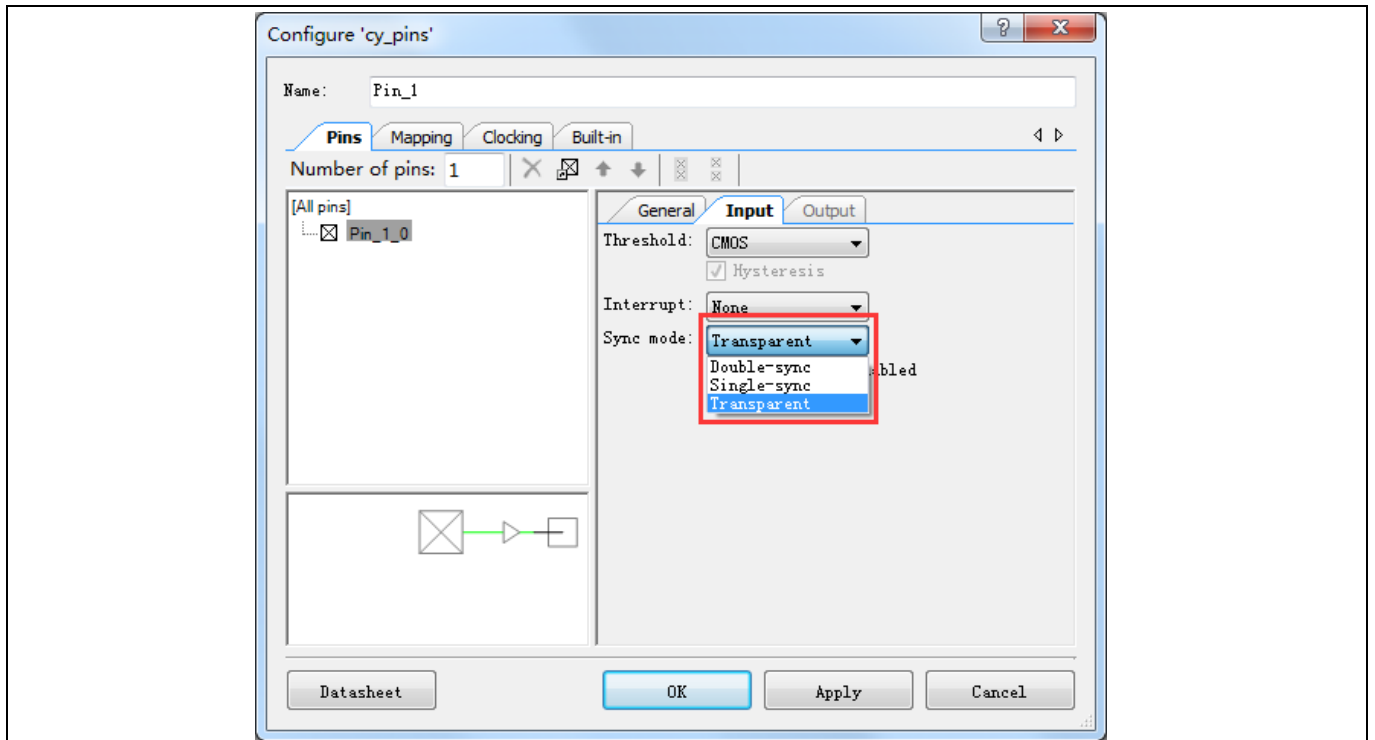 Configure 'cy_pins'
Name: Pin_1
Pins Mapping Clocking Built-in
Number of pins: 1
[All pins]
Pin_1_0
General Input Output
Threshold: CMOS
Hysteresis
Interrupt: None
Sync mode: Transparent
Double-sync
Single-sync
Transparent
Datasheet OK Apply Cancel